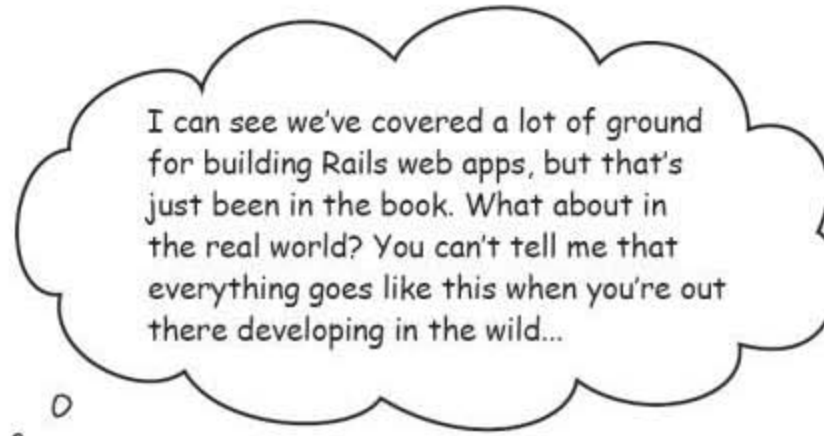 I can see we've covered a lot of ground
for building Rails web apps, but that's
just been in the book. What about in
the real world? You can't tell me that
everything goes like this when you're out
there developing in the wild...